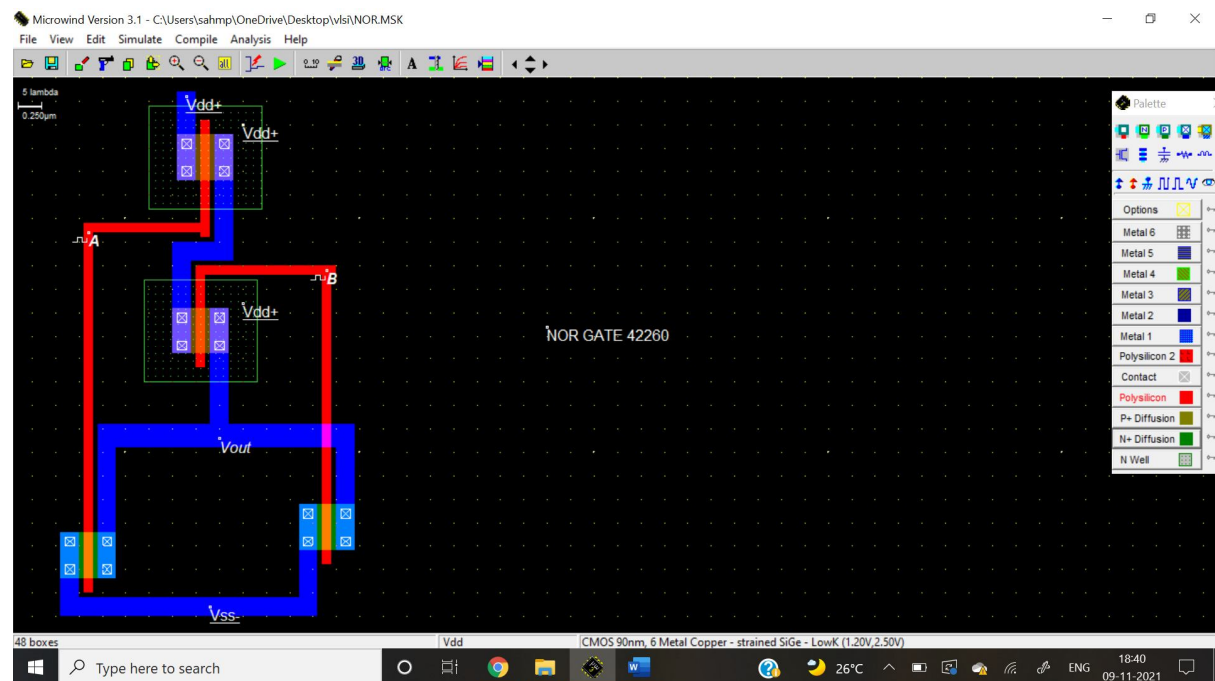 Microwind Version 3.1 - C:\Users\sahmp\OneDrive\Desktop\vlsi\NOR.MSK
File View Edit Simulate Compile Analysis Help
5 lambda
0.250µm
Vdd+
Vdd+
A
B
Vdd+
NOR GATE 42260
Vout
Vss-
Palette
Options
Metal 6
Metal 5
Metal 4
Metal 3
Metal 2
Metal 1
Polysilicon 2
Contact
Polysilicon
P+ Diffusion
N+ Diffusion
N Well
48 boxes Vdd CMOS 90nm, 6 Metal Copper - strained SiGe - LowK (1.20V,2.50V)
Type here to search 26°C ENG 18:40
09-11-2021